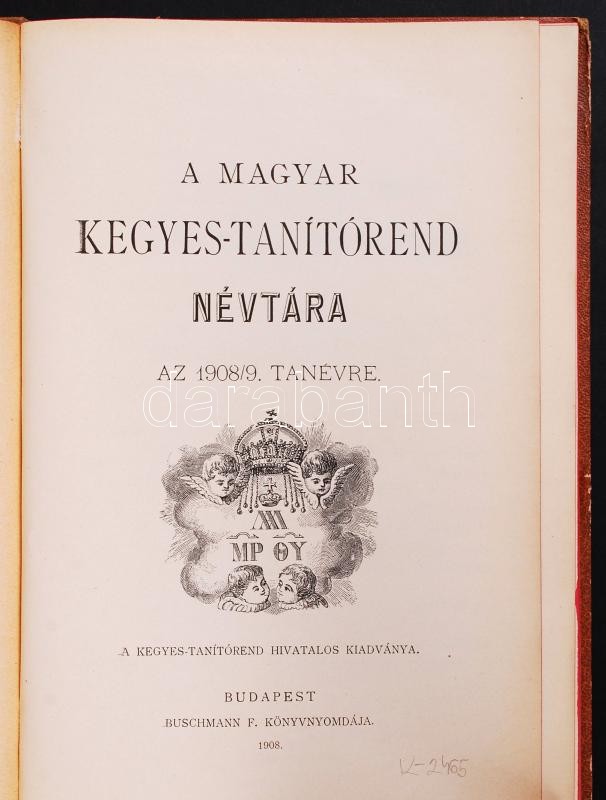 A MAGYAR
KEGYES-TANÍTÓREND
NÉVTÁRA
AZ 1908/9. TANÉVRE.
darabanth
MP ΘY
A KEGYES-TANÍTÓREND HIVATALOS KIADVÁNYA.
BUDAPEST
BUSCHMANN F. KÖNYVNYOMDÁJA.
1908.
K-2465